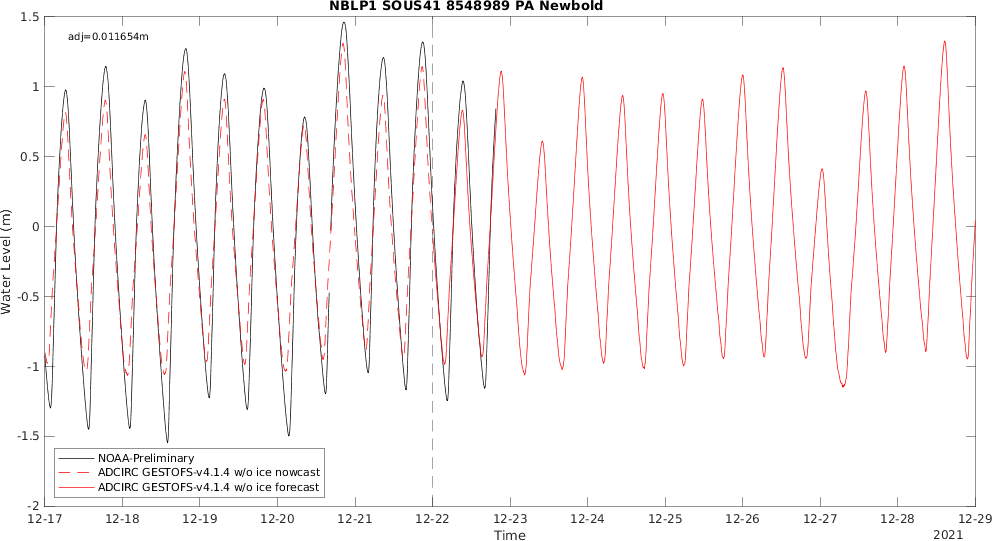 NBLP1 SOUS41 8548989 PA Newbold
adj=0.011654m
1.5
1
0.5
0
-0.5
-1
-1.5
-2
Water Level (m)
NOAA-Preliminary
ADCIRC GESTOFS-v4.1.4 w/o ice nowcast
ADCIRC GESTOFS-v4.1.4 w/o ice forecast
12-17 12-18 12-19 12-20 12-21 12-22 12-23 12-24 12-25 12-26 12-27 12-28 12-29
Time
2021